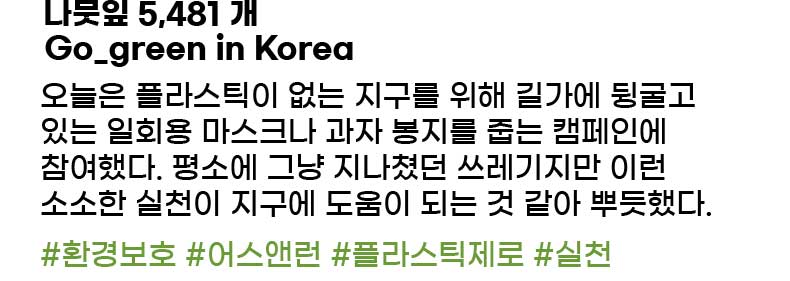 나뭇잎 5,481 개
Go_green in Korea
오늘은 플라스틱이 없는 지구를 위해 길가에 뒹굴고
있는 일회용 마스크나 과자 봉지를 줍는 캠페인에
참여했다. 평소에 그냥 지나쳤던 쓰레기지만 이런
소소한 실천이 지구에 도움이 되는 것 같아 뿌듯했다.
#환경보호 #어스앤런 #플라스틱제로 #실천